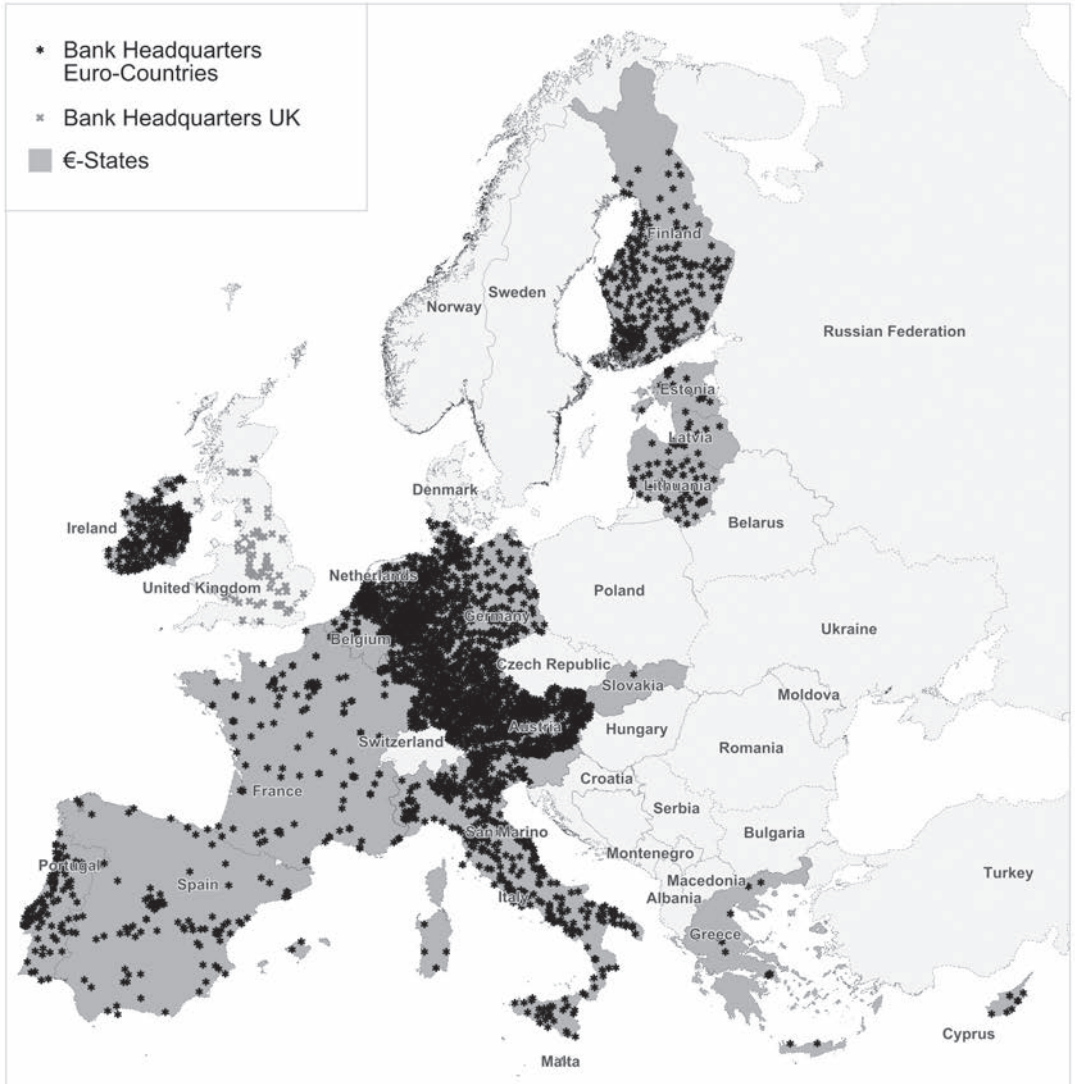 Bank Headquarters
Euro-Countries
Bank Headquarters UK
€-States
Finland
Norway
Sweden
Russian Federation
Estonia
Latvia
Lithuania
Denmark
Ireland
Belarus
United Kingdom
Netherlands
Poland
Germany
Belgium
Ukraine
Czech Republic
Slovakia
Moldova
Austria
Switzerland
Hungary
Romania
Croatia
France
Serbia
San Marino
Bulgaria
Montenegro
Portugal
Spain
Macedonia
Turkey
Italy
Albania
Greece
Cyprus
Malta